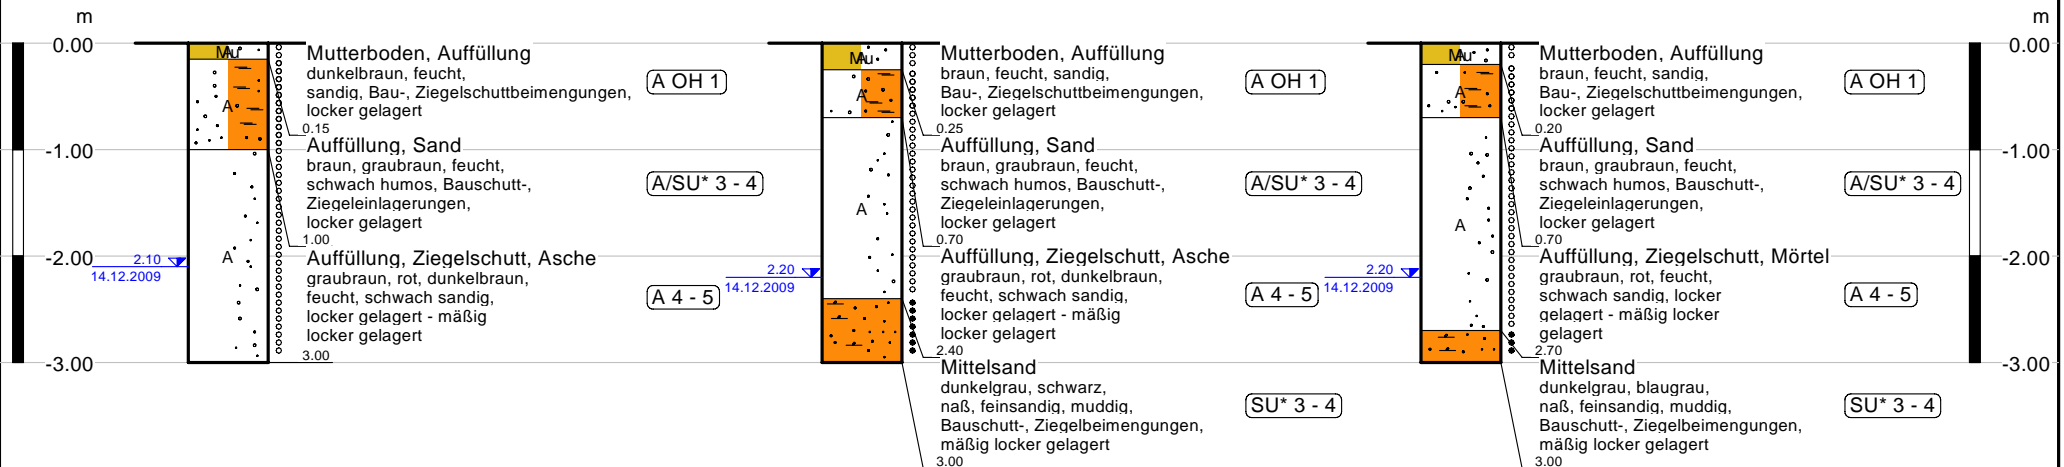 m
0.00
-1.00
-2.00
-3.00
Mu
A
A
2.10
14.12.2009
Mutterboden, Auffüllung
dunkelbraun, feucht,
sandig, Bau-, Ziegelschuttbeimengungen,
locker gelagert
0.15
A OH 1
Auffüllung, Sand
braun, graubraun, feucht,
schwach humos, Bauschutt-,
Ziegeleinlagerungen,
locker gelagert
1.00
A/SU* 3 - 4
Auffüllung, Ziegelschutt, Asche
graubraun, rot, dunkelbraun,
feucht, schwach sandig,
locker gelagert - mäßig
locker gelagert
3.00
A 4 - 5
Mu
A
A
2.20
14.12.2009
Mutterboden, Auffüllung
braun, feucht, sandig,
Bau-, Ziegelschuttbeimengungen,
locker gelagert
0.25
A OH 1
Auffüllung, Sand
braun, graubraun, feucht,
schwach humos, Bauschutt-,
Ziegeleinlagerungen,
locker gelagert
0.70
A/SU* 3 - 4
Auffüllung, Ziegelschutt, Asche
graubraun, rot, dunkelbraun,
feucht, schwach sandig,
locker gelagert - mäßig
locker gelagert
2.40
A 4 - 5
Mittelsand
dunkelgrau, schwarz,
naß, feinsandig, muddig,
Bauschutt-, Ziegelbeimengungen,
mäßig locker gelagert
3.00
SU* 3 - 4
Mu
A
A
2.20
14.12.2009
Mutterboden, Auffüllung
braun, feucht, sandig,
Bau-, Ziegelschuttbeimengungen,
locker gelagert
0.20
A OH 1
Auffüllung, Sand
braun, graubraun, feucht,
schwach humos, Bauschutt-,
Ziegeleinlagerungen,
locker gelagert
0.70
A/SU* 3 - 4
Auffüllung, Ziegelschutt, Mörtel
graubraun, rot, feucht,
schwach sandig, locker
gelagert - mäßig locker
gelagert
2.70
A 4 - 5
Mittelsand
dunkelgrau, blaugrau,
naß, feinsandig, muddig,
Bauschutt-, Ziegelbeimengungen,
mäßig locker gelagert
3.00
SU* 3 - 4
m
0.00
-1.00
-2.00
-3.00